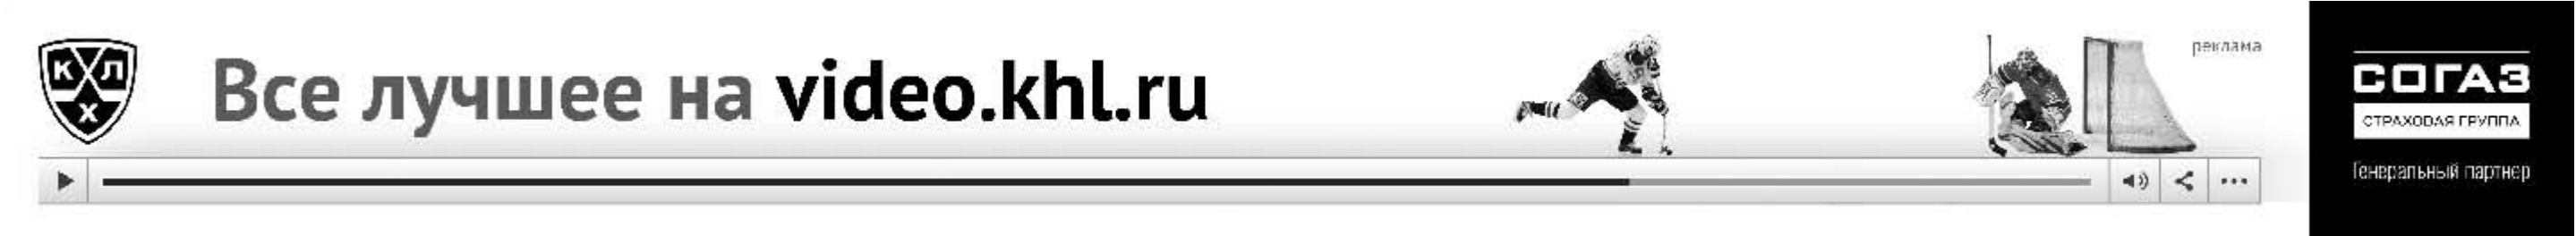 КХЛ
Все лучшее на video.khl.ru
реклама
СОГАЗ
СТРАХОВАЯ ГРУППА
Генеральный партнер